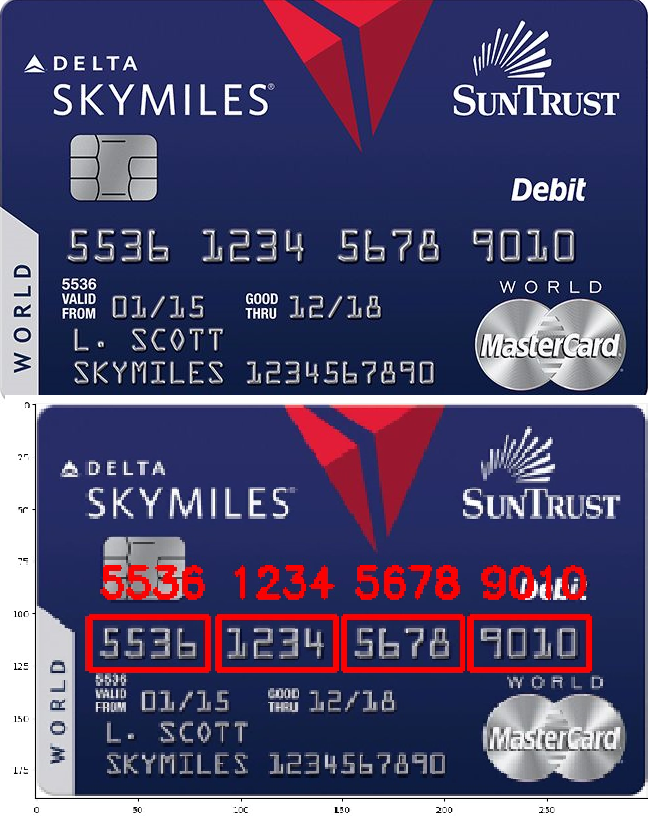 DELTA
SKYMILES®
SUNTRUST
Debit
5536 1234 5678 9010
5536
VALID FROM 01/15 GOOD THRU 12/18
L. SCOTT
SKYMILES 1234567890
WORLD
WORLD
MasterCard
0
25
50
75
100
125
150
175
DELTA
SKYMILES®
SUNTRUST
5536 1234 5678 9010
Debit
5536 1234 5678 9010
5536
VALID FROM 01/15 GOOD THRU 12/18
L. SCOTT
SKYMILES 1234567890
WORLD
WORLD
MasterCard
0 50 100 150 200 250